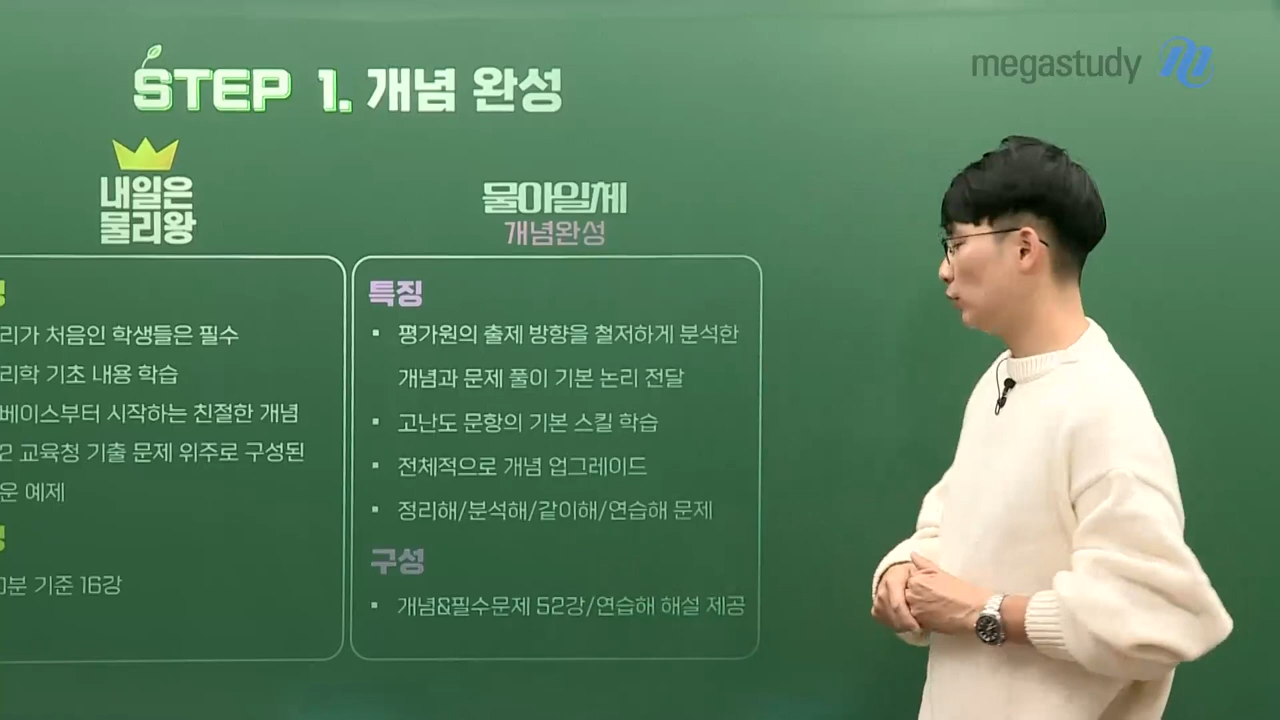 megastudy
STEP 1. 개념 완성
내일은
물리왕
리가 처음인 학생들은 필수
리학 기초 내용 학습
베이스부터 시작하는 친절한 개념
2 교육청 기출 문제 위주로 구성된
운 예제
분 기준 16강
물아일체
개념완성
특징
▪ 평가원의 출제 방향을 철저하게 분석한
개념과 문제 풀이 기본 논리 전달
▪ 고난도 문항의 기본 스킬 학습
▪ 전체적으로 개념 업그레이드
▪ 정리해/분석해/같이해/연습해 문제
구성
▪ 개념&필수문제 52강/연습해 해설 제공